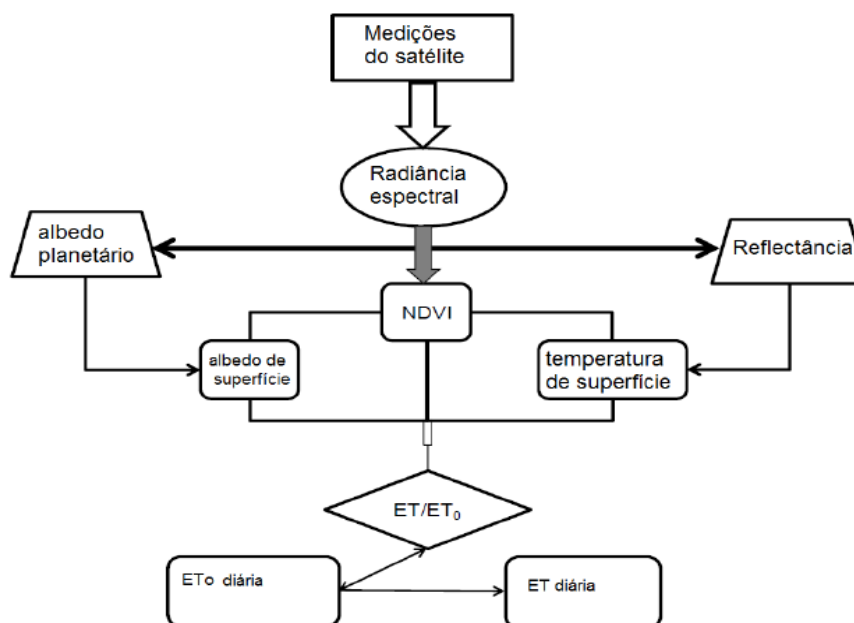 Medições
do satélite
Radiância
espectral
albedo
planetário
Reflectância
NDVI
albedo de
superfície
temperatura
de superfície
ET/ET₀
ETo diária
ET diária